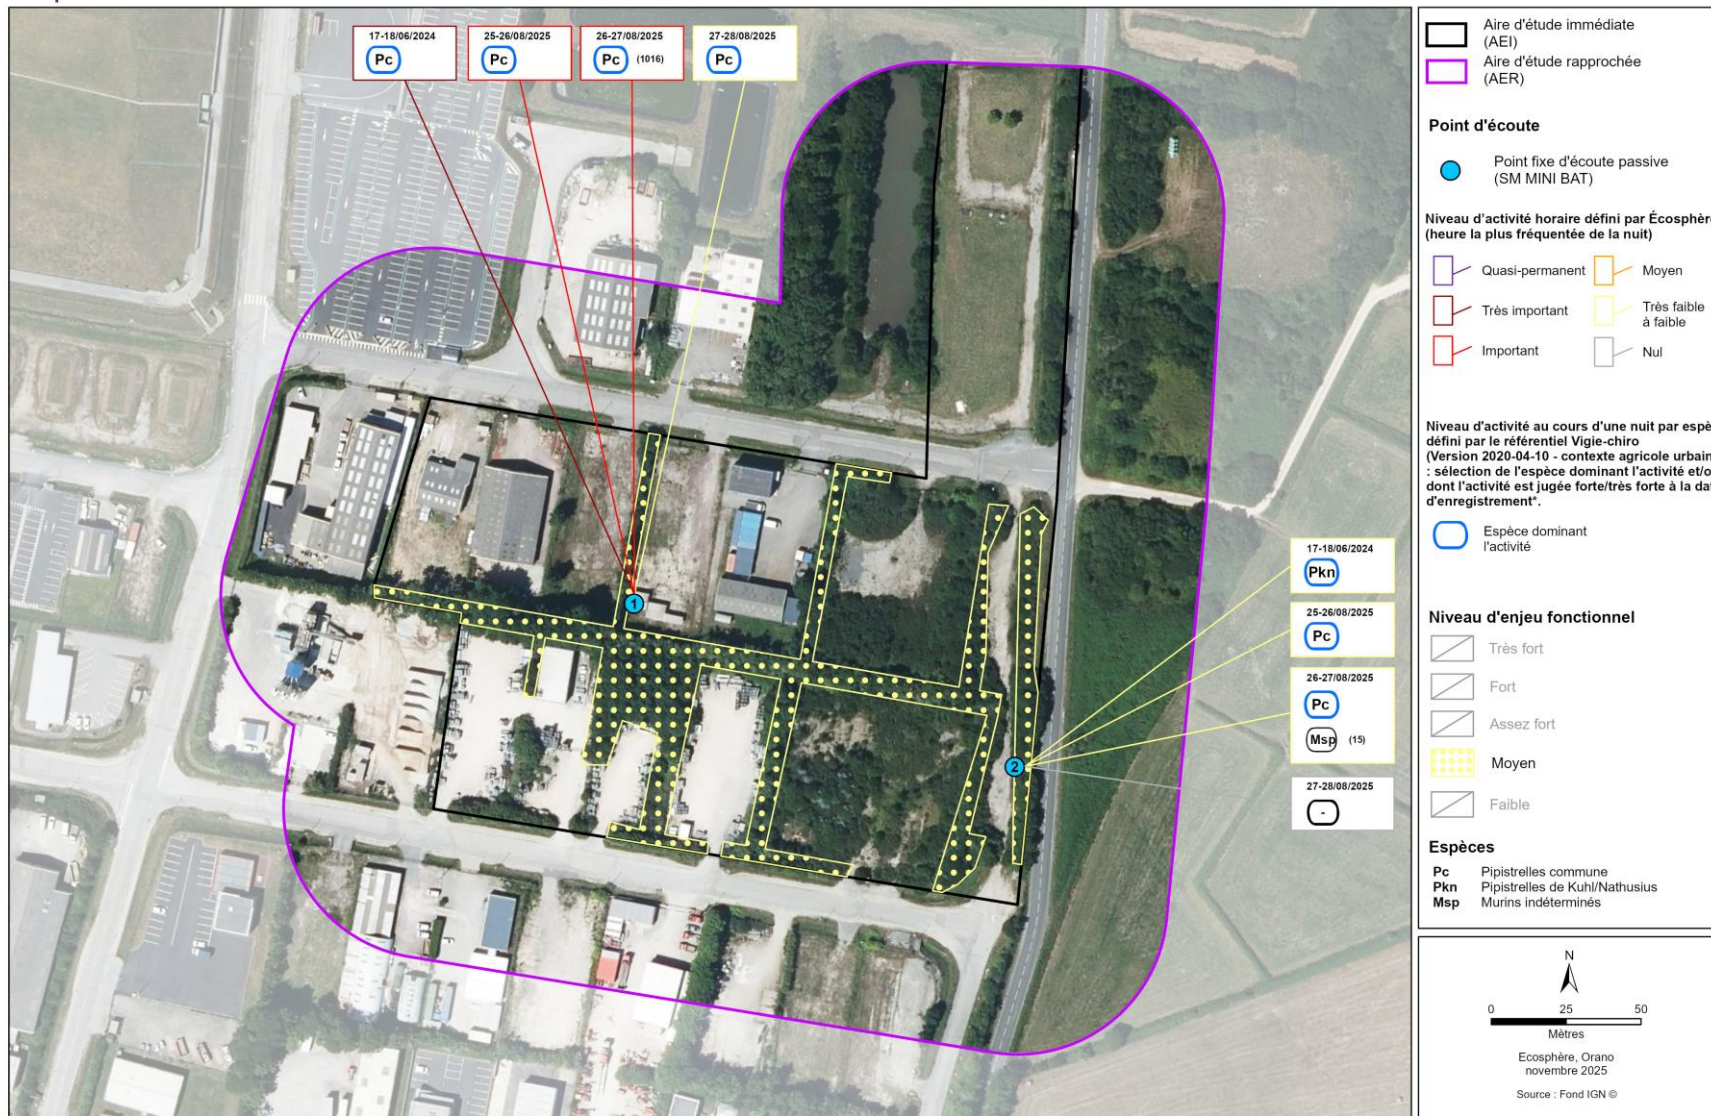 17-18/06/2024
Pc
25-26/08/2025
Pc
26-27/08/2025
Pc (1016)
27-28/08/2025
Pc
1
2
17-18/06/2024
Pkn
25-26/08/2025
Pc
26-27/08/2025
Pc
Msp (15)
27-28/08/2025
-
Aire d'étude immédiate
(AEI)
Aire d'étude rapprochée
(AER)
Point d'écoute
Point fixe d'écoute passive
(SM MINI BAT)
Niveau d'activité horaire défini par Écosphère
(heure la plus fréquentée de la nuit)
Quasi-permanent
Moyen
Très important
Très faible
à faible
Important
Nul
Niveau d'activité au cours d'une nuit par espè
défini par le référentiel Vigie-chiro
(Version 2020-04-10 - contexte agricole urbain
: sélection de l'espèce dominant l'activité et/o
dont l'activité est jugée forte/très forte à la dat
d'enregistrement*.
Espèce dominant
l'activité
Niveau d'enjeu fonctionnel
Très fort
Fort
Assez fort
Moyen
Faible
Espèces
Pc Pipistrelles commune
Pkn Pipistrelles de Kuhl/Nathusius
Msp Murins indéterminés
N
0 25 50
Mètres
Ecosphère, Orano
novembre 2025
Source : Fond IGN ©